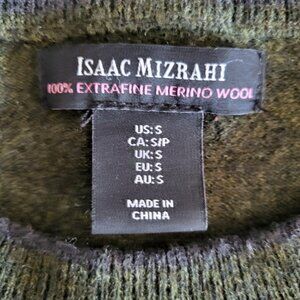 ISAAC MIZRAHI
100% EXTRAFINE MERINO WOOL
US: S
CA: S/P
UK: S
EU: S
AU: S
MADE IN
CHINA